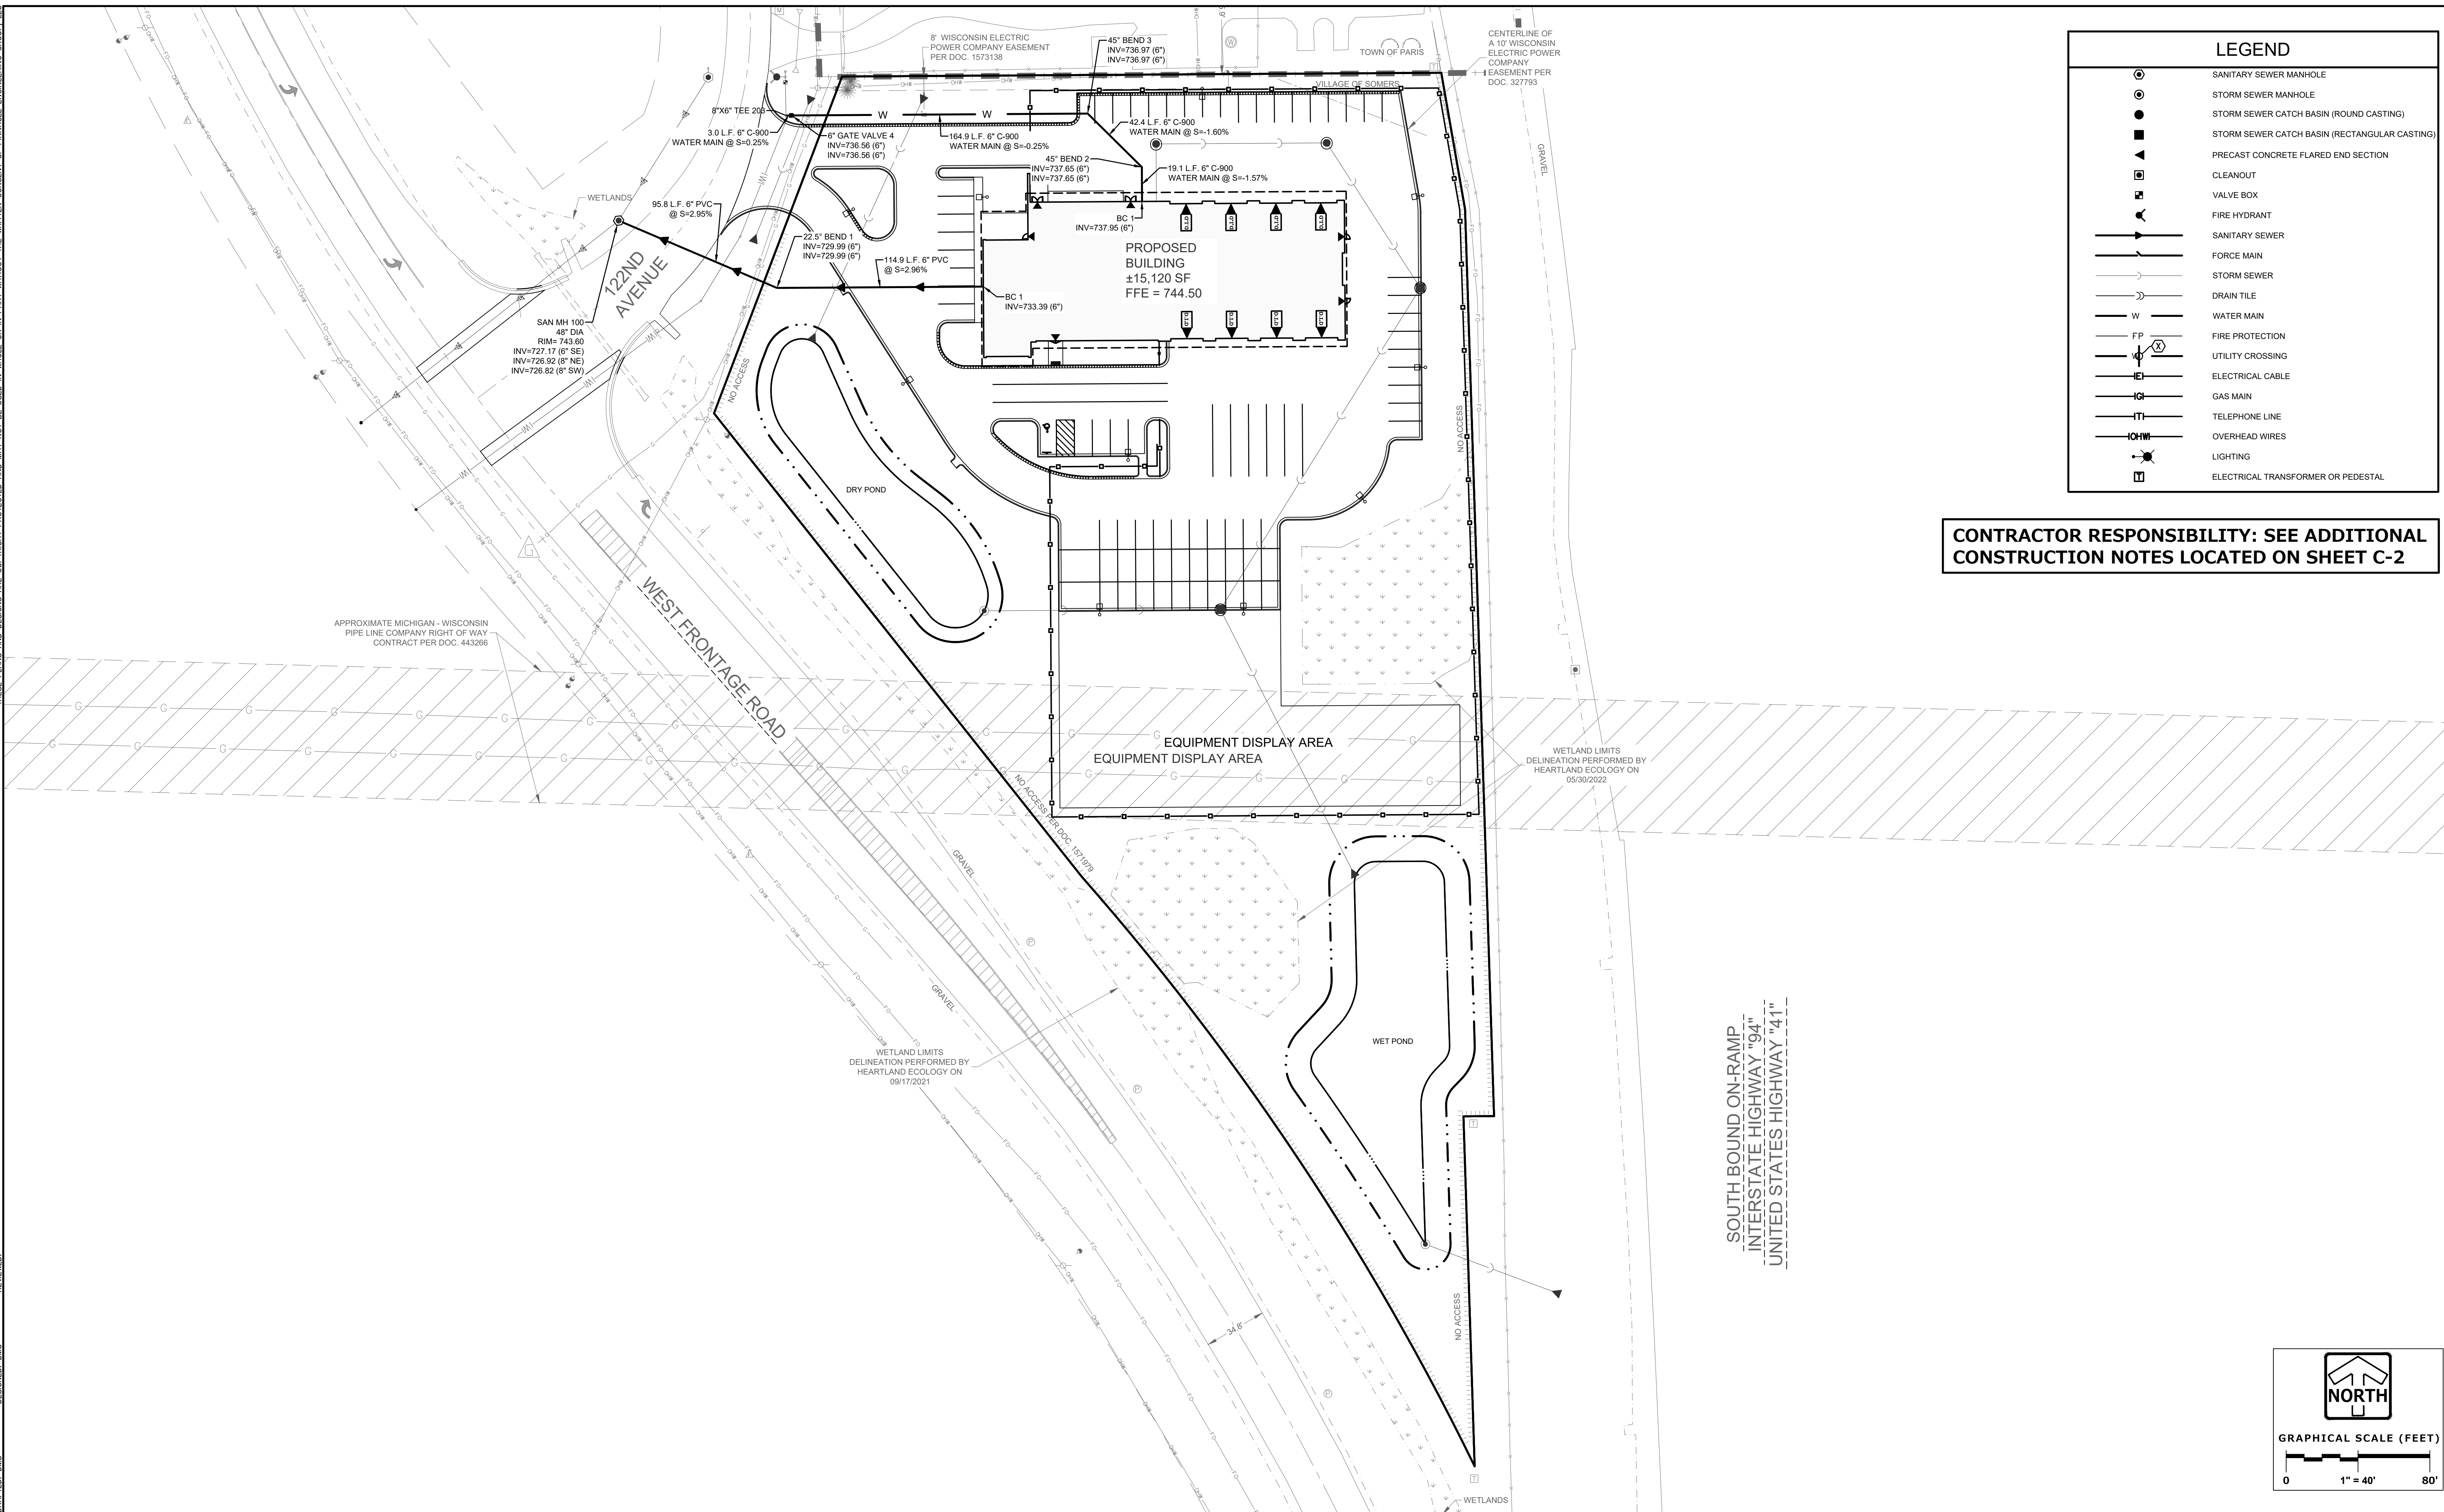 8' WISCONSIN ELECTRIC
POWER COMPANY EASEMENT
PER DOC. 1573138
45° BEND 3
INV=736.97 (6")
INV=736.97 (6")
TOWN OF PARIS
VILLAGE OF SOMERS
CENTERLINE OF
A 10' WISCONSIN
ELECTRIC POWER
COMPANY
EASEMENT PER
DOC. 327793
8"X6" TEE 203
3.0 L.F. 6" C-900
WATER MAIN @ S=0.25%
6" GATE VALVE 4
INV=736.56 (6")
INV=736.56 (6")
W
W
164.9 L.F. 6" C-900
WATER MAIN @ S=-0.25%
42.4 L.F. 6" C-900
WATER MAIN @ S=-1.60%
45° BEND 2
INV=737.65 (6")
INV=737.65 (6")
19.1 L.F. 6" C-900
WATER MAIN @ S=-1.57%
GRAVEL
WETLANDS
95.8 L.F. 6" PVC
@ S=2.95%
22.5° BEND 1
INV=729.99 (6")
INV=729.99 (6")
114.9 L.F. 6" PVC
@ S=2.96%
BC 1
INV=737.95 (6")
PROPOSED
BUILDING
±15,120 SF
FFE = 744.50
O.I.D
O.I.D
O.I.D
O.I.D
O.I.D
O.I.D
O.I.D
O.I.D
BC 1
INV=733.39 (6")
122ND
AVENUE
SAN MH 100
48" DIA
RIM= 743.60
INV=727.17 (6" SE)
INV=726.92 (8" NE)
INV=726.82 (8" SW)
NO ACCESS
NO ACCESS
DRY POND
WEST FRONTAGE ROAD
APPROXIMATE MICHIGAN - WISCONSIN
PIPE LINE COMPANY RIGHT OF WAY
CONTRACT PER DOC. 443266
EQUIPMENT DISPLAY AREA
EQUIPMENT DISPLAY AREA
WETLAND LIMITS
DELINEATION PERFORMED BY
HEARTLAND ECOLOGY ON
05/30/2022
NO ACCESS PER DOC. 1571979
GRAVEL
GRAVEL
WETLAND LIMITS
DELINEATION PERFORMED BY
HEARTLAND ECOLOGY ON
09/17/2021
WET POND
NO ACCESS
34.8'
WETLANDS
SOUTH BOUND ON-RAMP
INTERSTATE HIGHWAY "94"
UNITED STATES HIGHWAY "41"
LEGEND
SANITARY SEWER MANHOLE
STORM SEWER MANHOLE
STORM SEWER CATCH BASIN (ROUND CASTING)
STORM SEWER CATCH BASIN (RECTANGULAR CASTING)
PRECAST CONCRETE FLARED END SECTION
CLEANOUT
VALVE BOX
FIRE HYDRANT
SANITARY SEWER
FORCE MAIN
STORM SEWER
DRAIN TILE
W WATER MAIN
FP FIRE PROTECTION
X UTILITY CROSSING
E ELECTRICAL CABLE
G GAS MAIN
T TELEPHONE LINE
OHW OVERHEAD WIRES
LIGHTING
T ELECTRICAL TRANSFORMER OR PEDESTAL
CONTRACTOR RESPONSIBILITY: SEE ADDITIONAL
CONSTRUCTION NOTES LOCATED ON SHEET C-2
NORTH
GRAPHICAL SCALE (FEET)
0 1" = 40' 80'